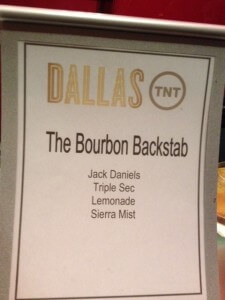 DALLAS TNT
The Bourbon Backstab
Jack Daniels
Triple Sec
Lemonade
Sierra Mist